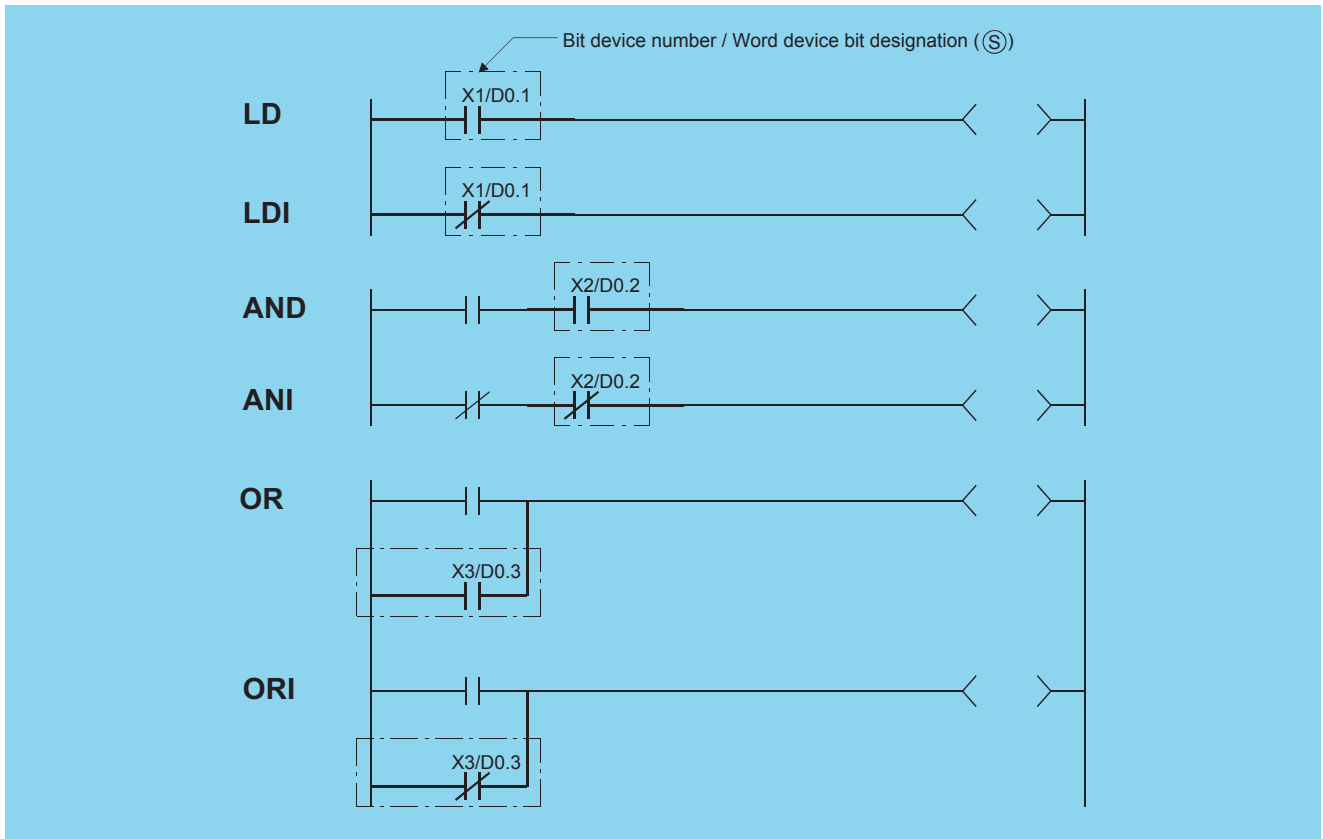 Bit device number / Word device bit designation (Ⓢ)
LD
X1/D0.1
LDI
X1/D0.1
AND
X2/D0.2
ANI
X2/D0.2
OR
X3/D0.3
ORI
X3/D0.3